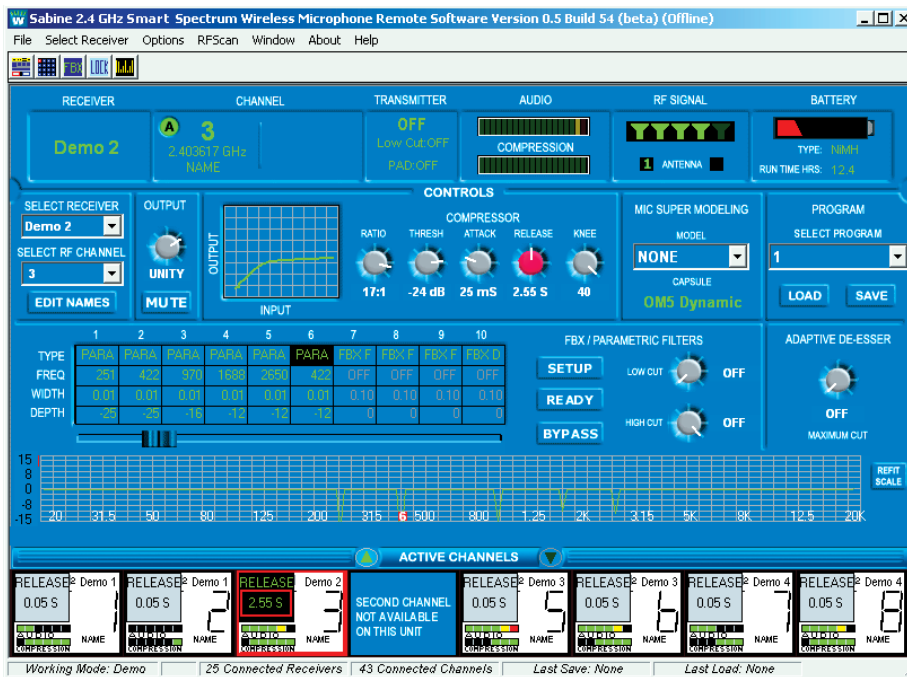 Sabine 2.4 GHz Smart Spectrum Wireless Microphone Remote Software Version 0.5 Build 54 (beta) (Offline)
File Select Receiver Options RFScan Window About Help
FBX LOCK
RECEIVER CHANNEL TRANSMITTER AUDIO RF SIGNAL BATTERY
Demo 2
A 3
2.403617 GHz
NAME
OFF
Low Cut:OFF
PAD:OFF
COMPRESSION
1 ANTENNA
TYPE: NiMH
RUN TIME HRS: 12.4
CONTROLS
SELECT RECEIVER
Demo 2
SELECT RF CHANNEL
3
EDIT NAMES
OUTPUT
UNITY
MUTE
OUTPUT
INPUT
COMPRESSOR
RATIO THRESH ATTACK RELEASE KNEE
17:1 -24 dB 25 mS 2.55 S 40
MIC SUPER MODELING
MODEL
NONE
CAPSULE
OM5 Dynamic
PROGRAM
SELECT PROGRAM
1
LOAD SAVE
1 2 3 4 5 6 7 8 9 10
TYPE PARA PARA PARA PARA PARA PARA FBX F FBX F FBX F FBX D
FREQ 251 422 970 1688 2650 422 OFF OFF OFF OFF
WIDTH 0.01 0.01 0.01 0.01 0.01 0.01 0.10 0.10 0.10 0.10
DEPTH -25 -25 -16 -12 -12 -12 0 0 0 0
FBX / PARAMETRIC FILTERS
SETUP
READY
BYPASS
LOW CUT OFF
HIGH CUT OFF
ADAPTIVE DE-ESSER
OFF
MAXIMUM CUT
15
8
0
-8
-15
20 31.5 50 80 125 200 315 6 500 800 1.25 2K 3.15 5K 8K 12.5 20K
REFIT
SCALE
ACTIVE CHANNELS
RELEASE 2 Demo 1
0.05 S
1
AUDIO
COMPRESSION
NAME
RELEASE 2 Demo 1
0.05 S
2
AUDIO
COMPRESSION
NAME
RELEASE Demo 2
2.55 S
3
AUDIO
COMPRESSION
NAME
SECOND CHANNEL
NOT AVAILABLE
ON THIS UNIT
RELEASE 2 Demo 3
0.05 S
5
AUDIO
COMPRESSION
NAME
RELEASE 2 Demo 3
0.05 S
6
AUDIO
COMPRESSION
NAME
RELEASE 2 Demo 4
0.05 S
7
AUDIO
COMPRESSION
NAME
RELEASE 2 Demo 4
0.05 S
8
AUDIO
COMPRESSION
NAME
Working Mode: Demo 25 Connected Receivers 43 Connected Channels Last Save: None Last Load: None